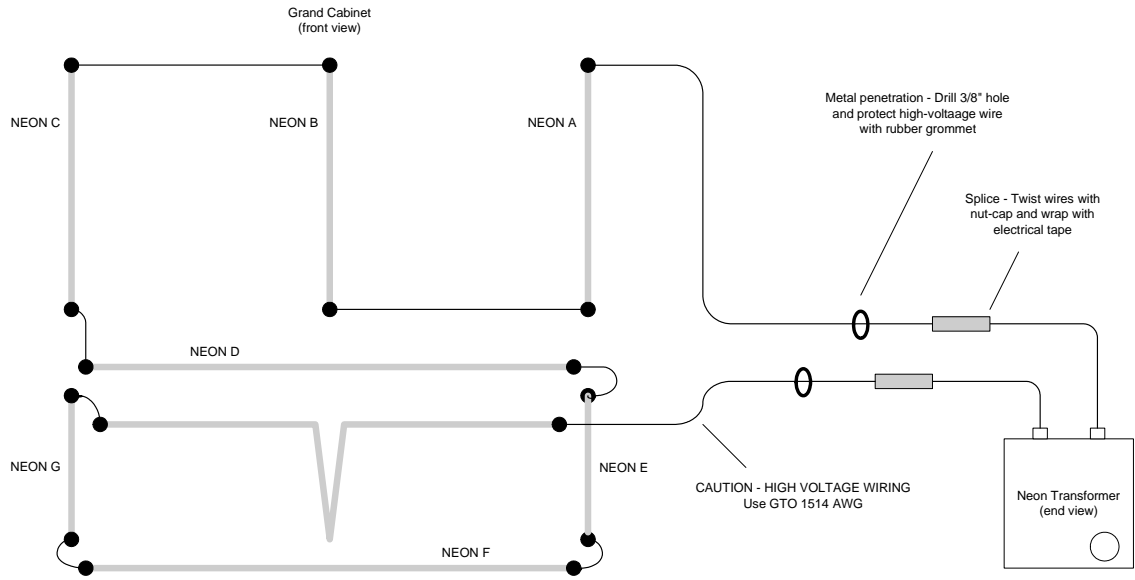 Grand Cabinet
(front view)
NEON C
NEON B
NEON A
Metal penetration - Drill 3/8" hole
and protect high-voltaage wire
with rubber grommet
Splice - Twist wires with
nut-cap and wrap with
electrical tape
NEON D
NEON G
NEON E
CAUTION - HIGH VOLTAGE WIRING
Use GTO 1514 AWG
Neon Transformer
(end view)
NEON F